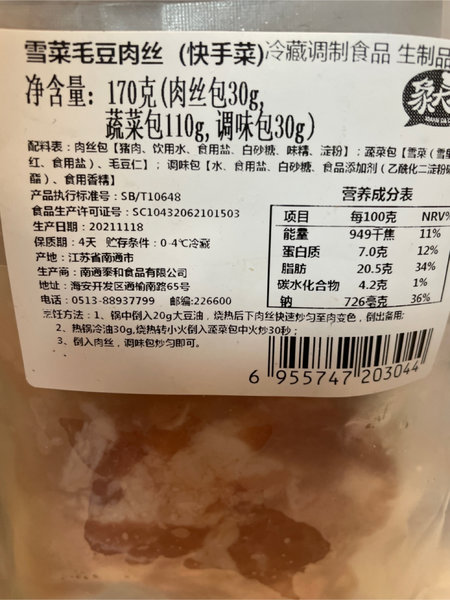 雪菜毛豆肉丝（快手菜）冷藏调制食品 生制品
净含量：170克(肉丝包30g,
蔬菜包110g,调味包30g)
配料表：肉丝包【猪肉、饮用水、食用盐、白砂糖、味精、淀粉】；蔬菜包【雪菜（雪里
红、食用盐）、毛豆仁】；调味包【水、食用盐、白砂糖、食品添加剂（乙酰化二淀粉磷
酯）、食用香精】
产品执行标准号：SB/T10648
食品生产许可证号：SC10432062101503
生产日期：20211118
保质期：4天 贮存条件：0-4℃冷藏
产地：江苏省南通市
生产商：南通泰和食品有限公司
地址：海安开发区通榆南路65号
电话：0513-88937799 邮编:226600
营养成分表
项目 每100克 NRV%
能量 949千焦 11%
蛋白质 7.0克 12%
脂肪 20.5克 34%
碳水化合物 4.2克 1%
钠 726毫克 36%
烹饪方法：1、锅中倒入20g大豆油，烧热后下肉丝快速炒匀至肉变色，倒出备用；
2、热锅冷油30g,烧热转小火倒入蔬菜包中火炒30秒；
3、倒入肉丝，调味包炒匀即可。
6 955747 203044